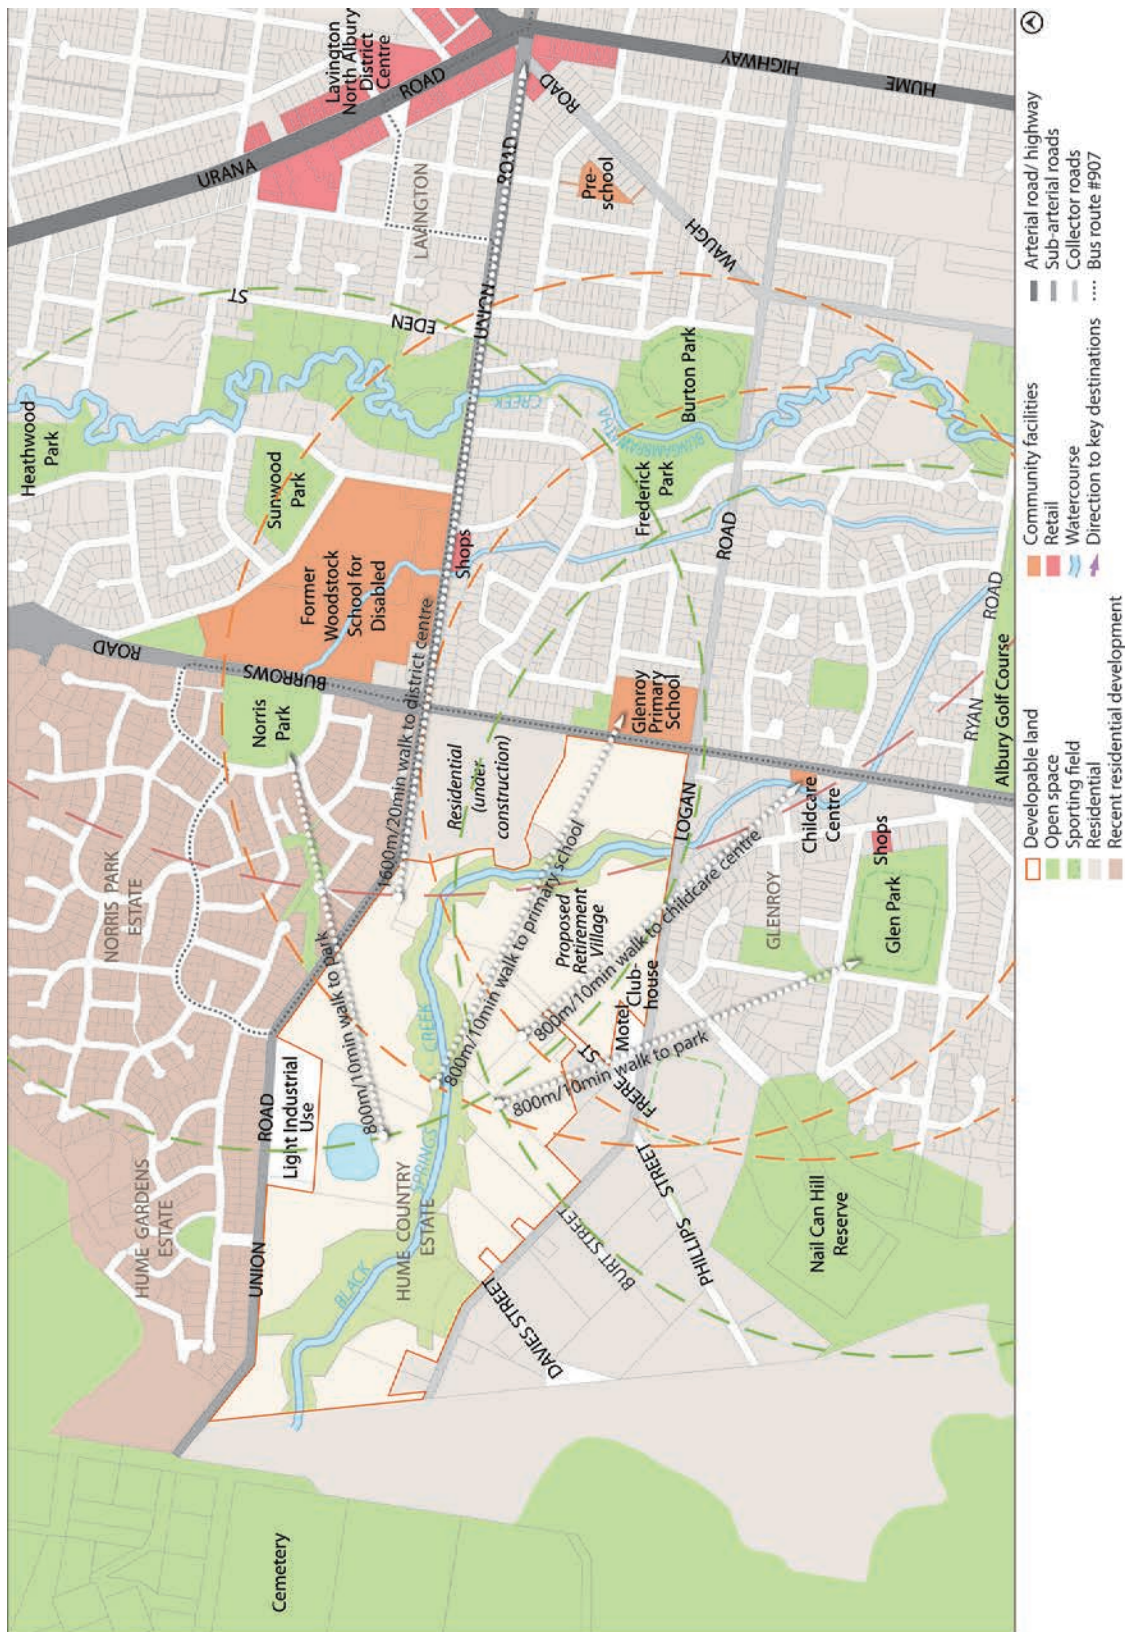 Cemetery
HUME GARDENS
ESTATE
NORRIS PARK
ESTATE
UNION
ROAD
Light Industrial
Use
BLACK
SPRINGS
CREEK
HUME COUNTRY
ESTATE
DAVIES STREET
BURT STREET
PHILLIPS
STREET
FRERE
ST
Nail Can Hill
Reserve
Motel
Club-
house
Proposed
Retirement
Village
800m/10min walk to park
800m/10min walk to primary school
800m/10min walk to childcare centre
800m/10min walk to park
1600m/20min walk to district centre
Residential
(under
construction)
LOGAN
ROAD
GLENROY
Glen Park
Shops
Childcare
Centre
Glenroy
Primary
School
Norris
Park
BURROWS
ROAD
Former
Woodstock
School for
Disabled
Shops
Sunwood
Park
Heathwood
Park
Frederick
Park
Burton Park
BUNGAMBRAWATHA
CREEK
RYAN
ROAD
Albury Golf Course
EDEN
ST
UNION
ROAD
LAVINGTON
URANA
ROAD
Lavington
North Albury
District
Centre
Pre-
school
WAUGH
ROAD
HUME
HIGHWAY
Developable land
Open space
Sporting field
Residential
Recent residential development
Community facilities
Retail
Watercourse
Direction to key destinations
Arterial road/ highway
Sub-arterial roads
Collector roads
Bus route #907